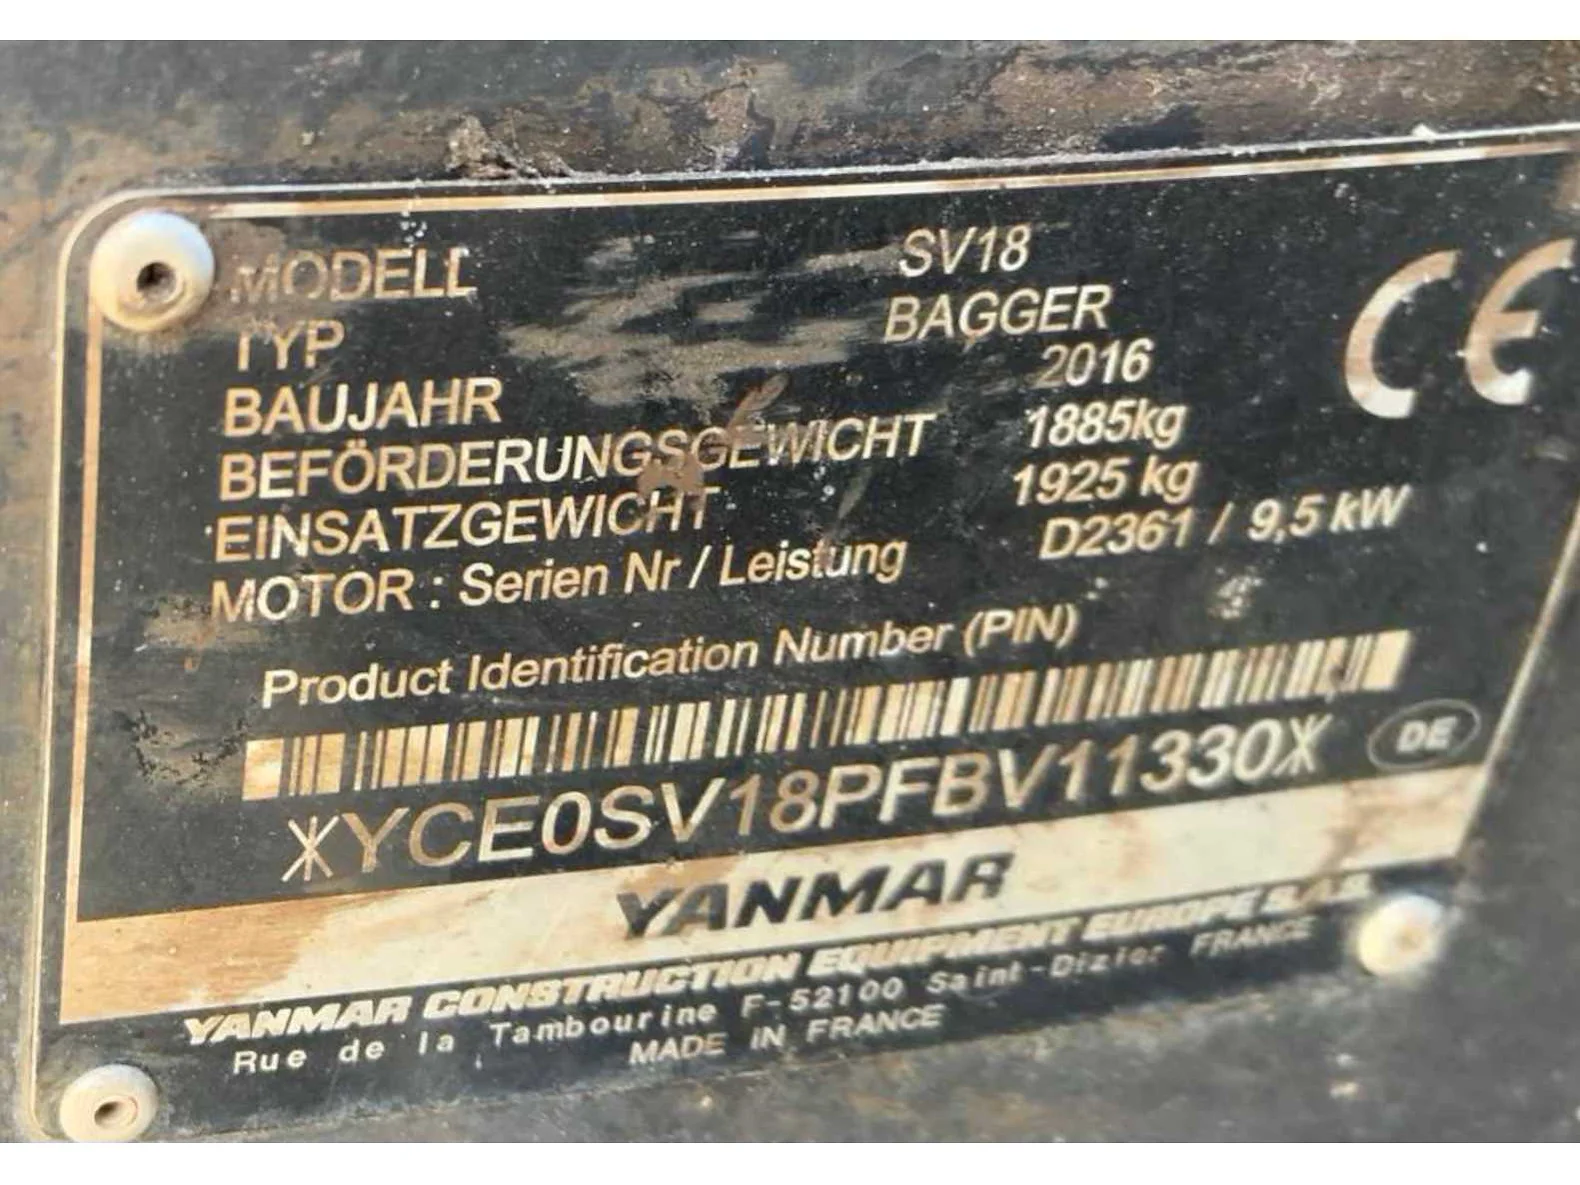 MODELL SV18
TYP BAGGER
BAUJAHR 2016
BEFÖRDERUNGSGEWICHT 1885kg
EINSATZGEWICHT 1925 kg
MOTOR : Serien Nr / Leistung D2361 / 9,5 kW
CE
Product Identification Number (PIN)
*YCE0SV18PFBV11330*
DE
YANMAR
YANMAR CONSTRUCTION EQUIPMENT EUROPE S.A.S.
Rue de la Tambourine F-52100 Saint-Dizier FRANCE
MADE IN FRANCE